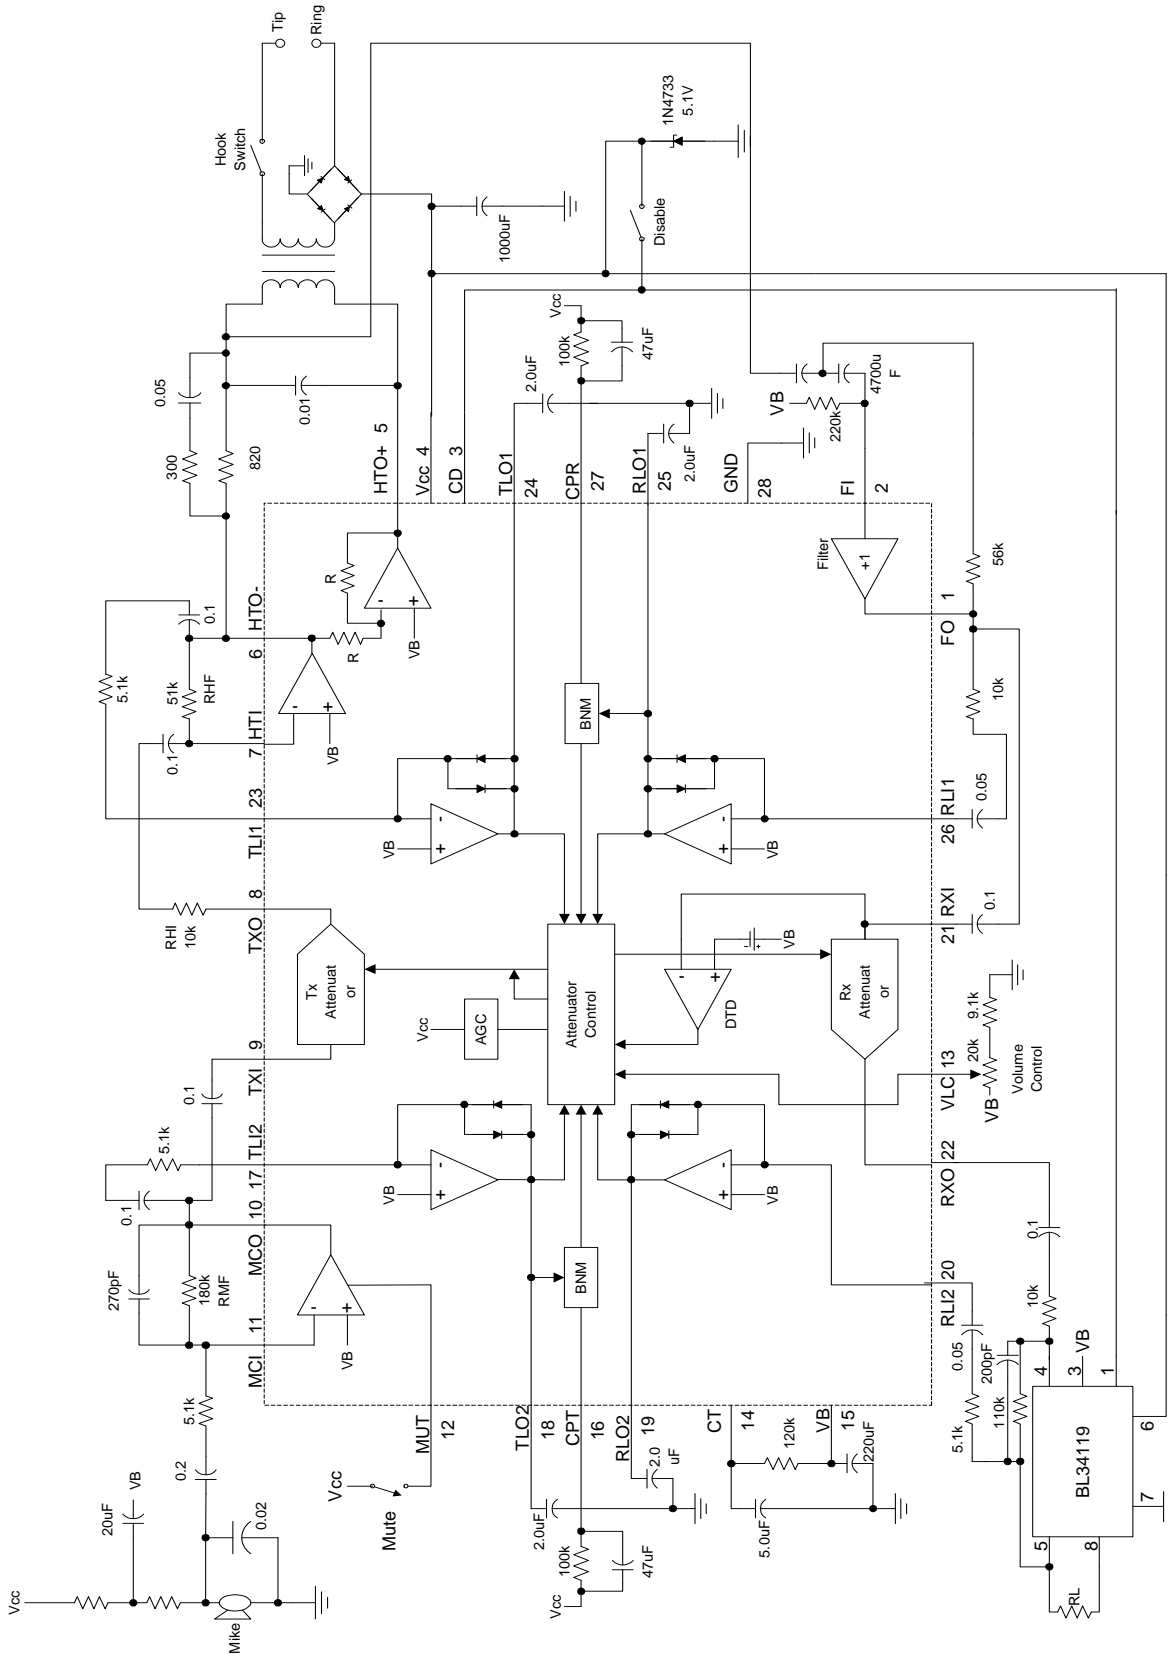 Vcc
20uF
VB
0.2
5.1k
0.02
Mike
270pF
180k
RMF
0.1
5.1k
0.1
RHI
10k
0.1
51k
RHF
0.1
5.1k
300
0.05
820
0.01
Hook
Switch
Tip
Ring
MCI 11
MCO 10
17 TLI2
TXI 9
TXO 8
TLI1 23
7 HTI
6 HTO-
HTO+ 5
Vcc 4
CD 3
1000uF
Disable
1N4733
5.1V
Vcc
Mute
MUT
12
VB
-
+
Tx
Attenuat
or
VB
-
+
R
R
VB
-
+
VB
-
+
VB
-
+
Vcc
AGC
TLO1
24
2.0uF
CPR
27
100k
Vcc
47uF
RLO1
25
2.0uF
GND
28
VB
220k
4700u
F
FI
2
TLO2
18
2.0uF
CPT
16
100k
Vcc
47uF
RLO2
19
2.0
uF
BNM
BNM
Attenuator
Control
VB
-
+
VB
-
+
DTD
-
+
-
+
VB
Rx
Attenuat
or
Filter
+1
CT
14
120k
VB
15
220uF
5.0uF
RLI2 20
RXO 22
VLC 13
21 RXI
26 RLI1
FO 1
56k
10k
0.05
0.1
VB
20k
9.1k
Volume
Control
0.1
10k
0.05
200pF
5.1k
110k
4
3
VB
1
BL34119
5
8
7
6
RL